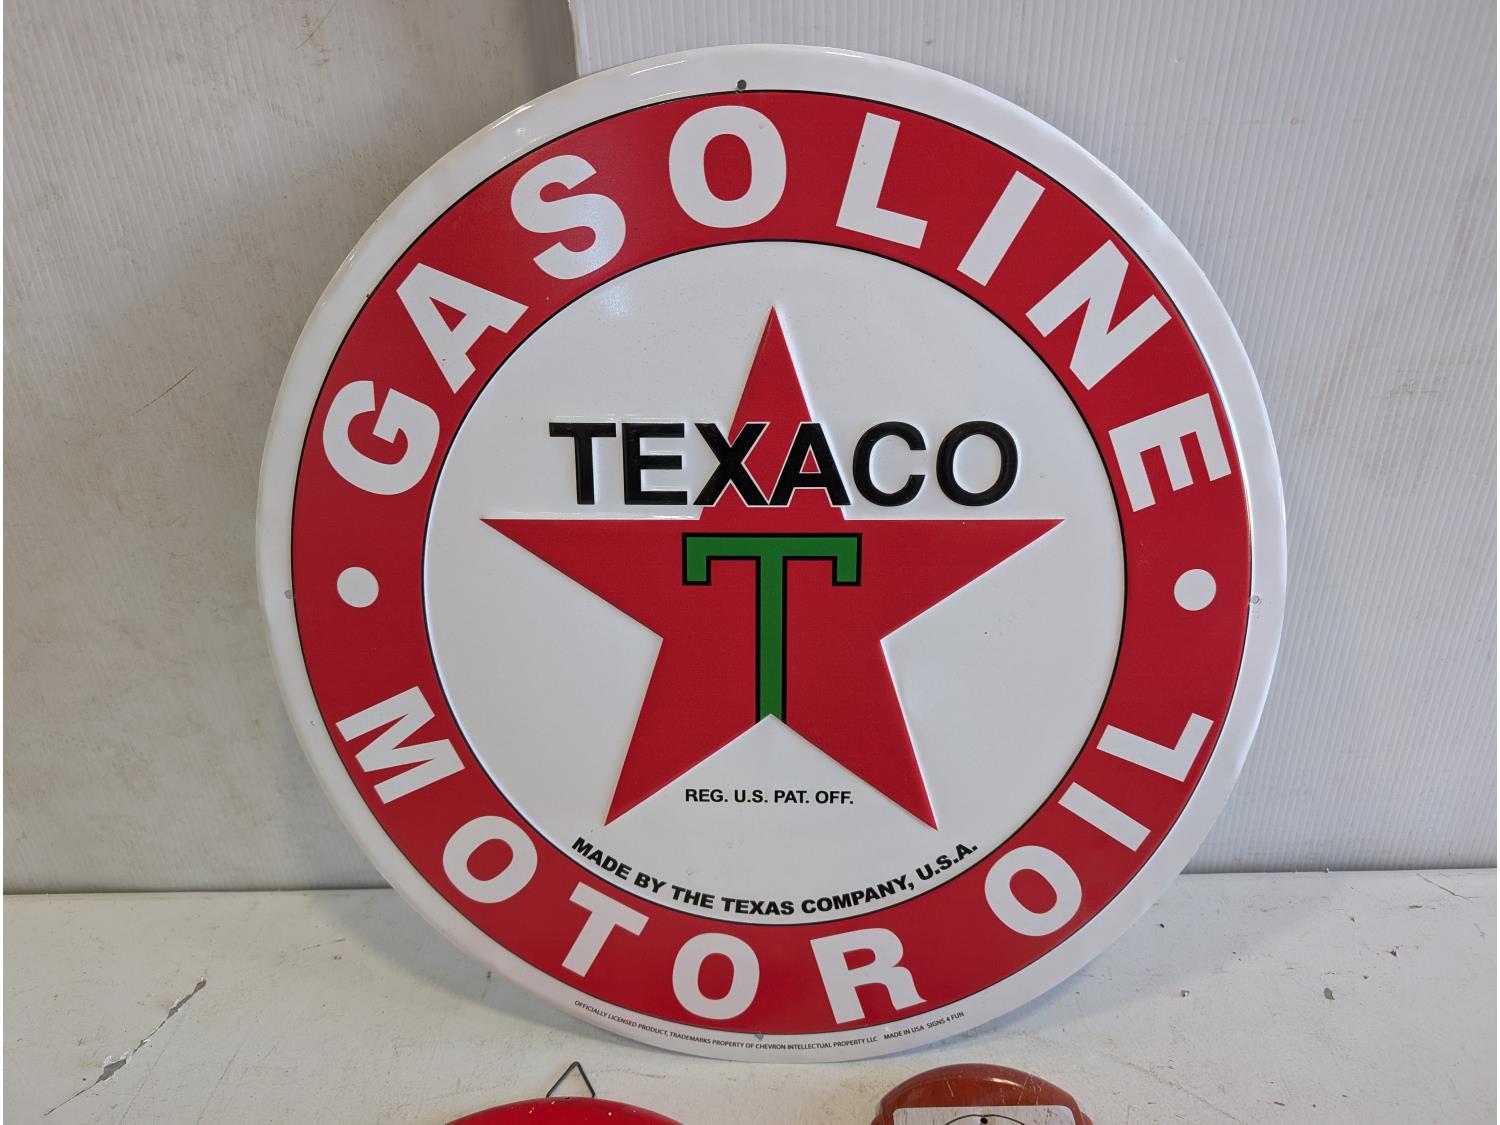 GASOLINE
TEXACO
T
REG. U.S. PAT. OFF.
MADE BY THE TEXAS COMPANY, U.S.A.
• MOTOR OIL •
OFFICIALLY LICENSED PRODUCT, TRADEMARKS PROPERTY OF CHEVRON INTELLECTUAL PROPERTY LLC MADE IN USA SIGNS 4 FUN